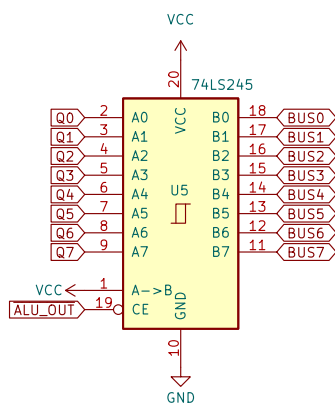 VCC
20
74LS245
VCC
Q0 2 A0 B0 18 BUS0
Q1 3 A1 B1 17 BUS1
Q2 4 A2 B2 16 BUS2
Q3 5 A3 B3 15 BUS3
Q4 6 A4 U5 B4 14 BUS4
Q5 7 A5 B5 13 BUS5
Q6 8 A6 B6 12 BUS6
Q7 9 A7 B7 11 BUS7
VCC 1 A->B
ALU_OUT 19 CE
GND
10
GND